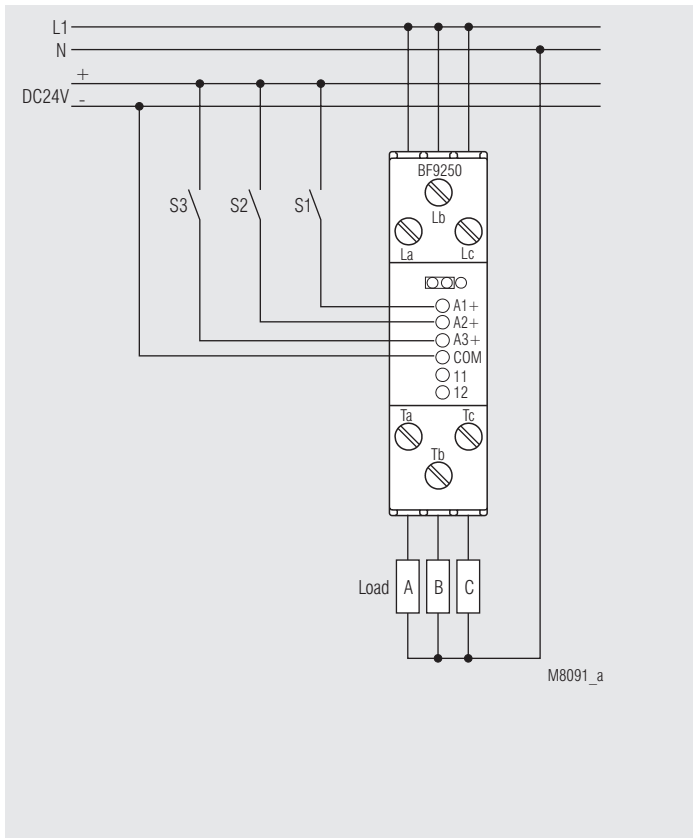 L1
N
+
DC24V
-
BF9250
Lb
La
Lc
S3
S2
S1
A1+
A2+
A3+
COM
11
12
Ta
Tc
Tb
Load
A
B
C
M8091_a